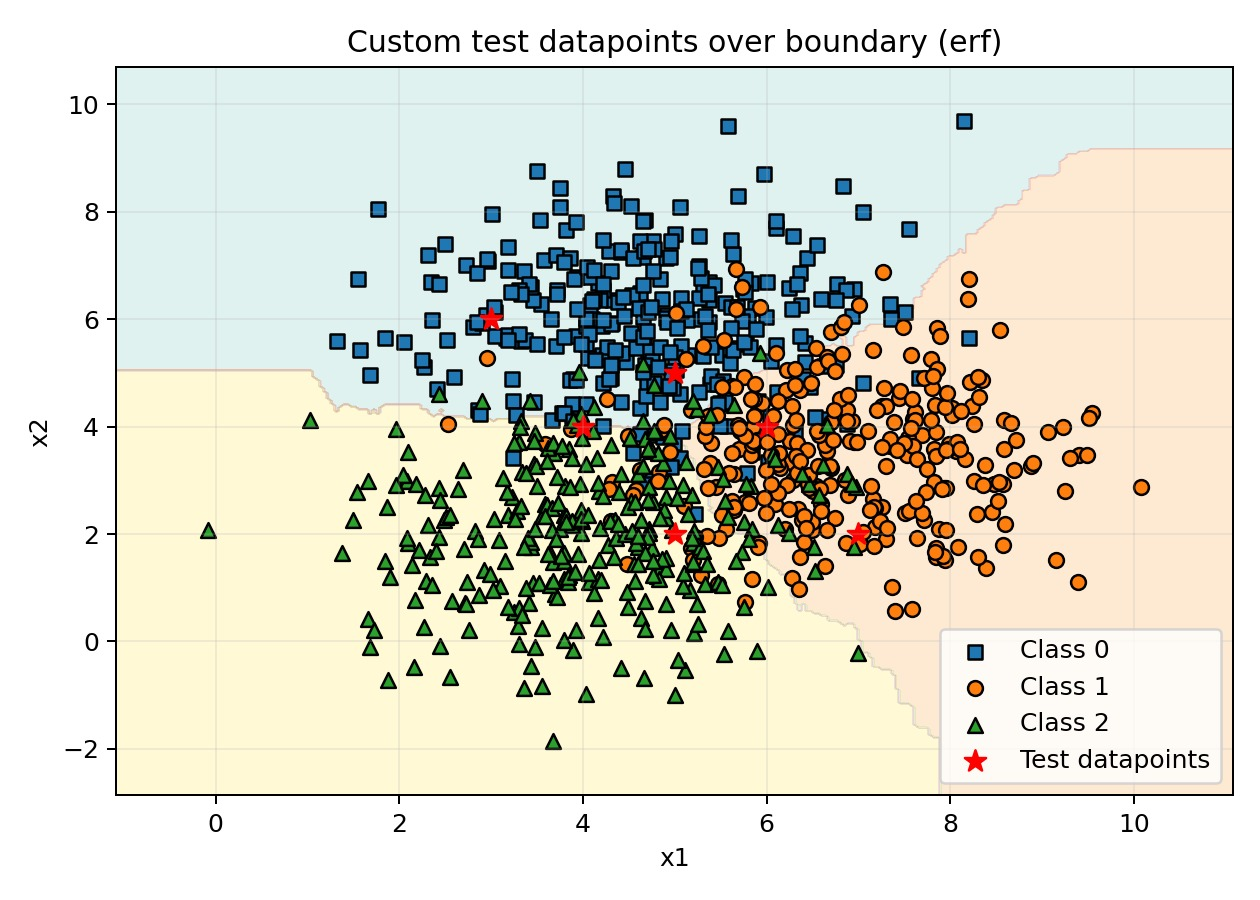 Custom test datapoints over boundary (erf)
10
8
6
4
2
0
−2
x2
0 2 4 6 8 10
x1
Class 0
Class 1
Class 2
Test datapoints